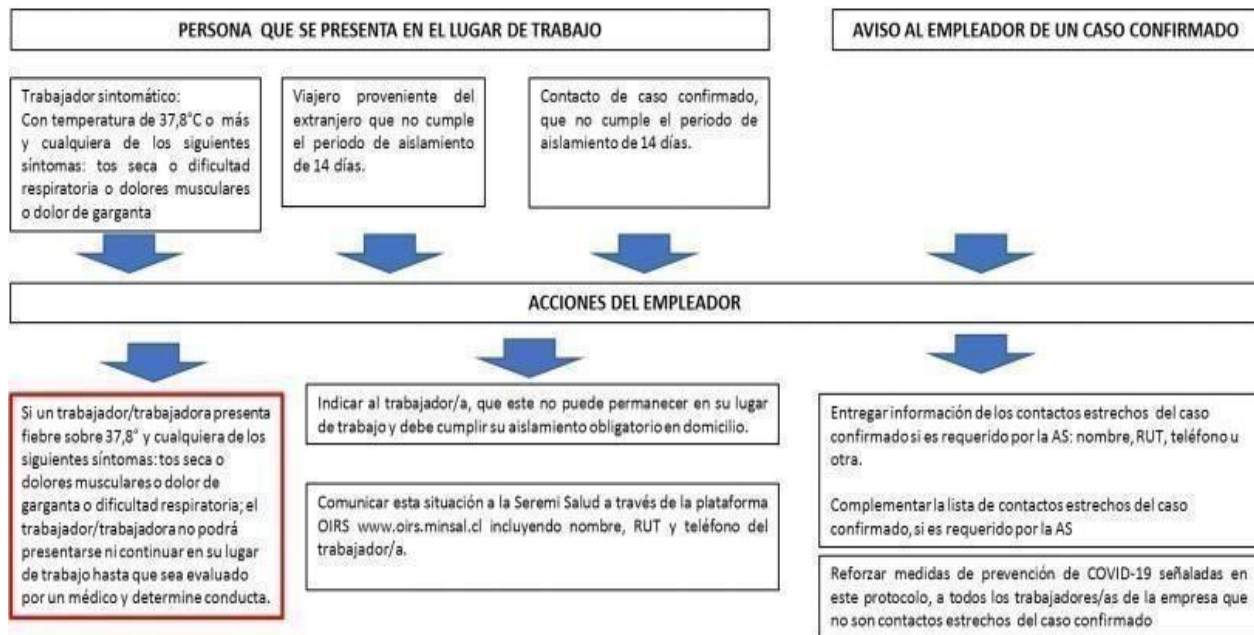 PERSONA QUE SE PRESENTA EN EL LUGAR DE TRABAJO
AVISO AL EMPLEADOR DE UN CASO CONFIRMADO
Trabajador sintomático:
Con temperatura de 37,8°C o más
y cualquiera de los siguientes
síntomas: tos seca o dificultad
respiratoria o dolores musculares
o dolor de garganta
Viajero proveniente del
extranjero que no cumple
el periodo de aislamiento
de 14 días.
Contacto de caso confirmado,
que no cumple el periodo de
aislamiento de 14 días.
ACCIONES DEL EMPLEADOR
Si un trabajador/trabajadora presenta
fiebre sobre 37,8° y cualquiera de los
siguientes síntomas: tos seca o
dolores musculares o dolor de
garganta o dificultad respiratoria; el
trabajador/trabajadora no podrá
presentarse ni continuar en su lugar
de trabajo hasta que sea evaluado
por un médico y determine conducta.
Indicar al trabajador/a, que este no puede permanecer en su lugar
de trabajo y debe cumplir su aislamiento obligatorio en domicilio.
Comunicar esta situación a la Seremi Salud a través de la plataforma
OIRS www.oirs.minsal.cl incluyendo nombre, RUT y teléfono del
trabajador/a.
Entregar información de los contactos estrechos del caso
confirmado si es requerido por la AS: nombre, RUT, teléfono u
otra.
Complementar la lista de contactos estrechos del caso
confirmado, si es requerido por la AS
Reforzar medidas de prevención de COVID-19 señaladas en
este protocolo, a todos los trabajadores/as de la empresa que
no son contactos estrechos del caso confirmado